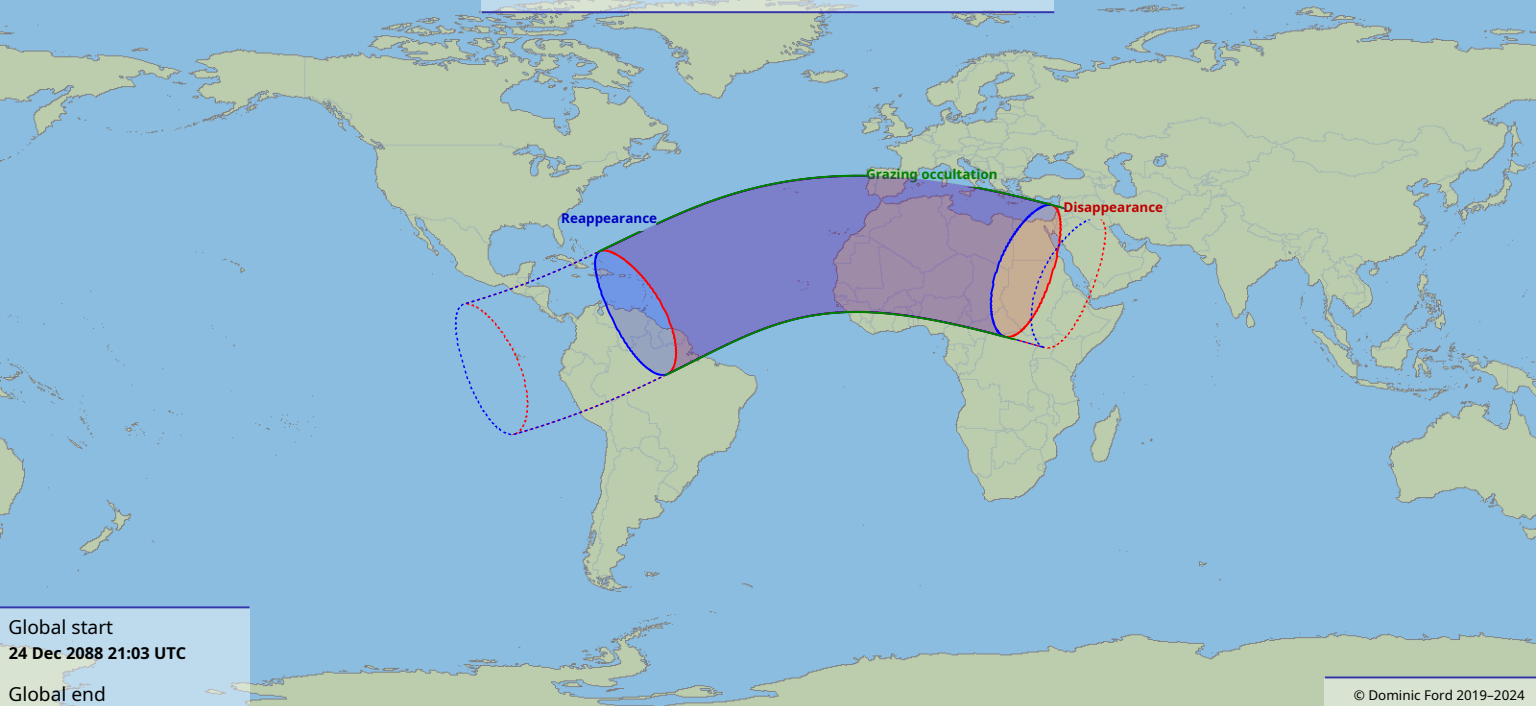 Grazing occultation
Disappearance
Reappearance
Global start
24 Dec 2088 21:03 UTC
Global end
© Dominic Ford 2019–2024